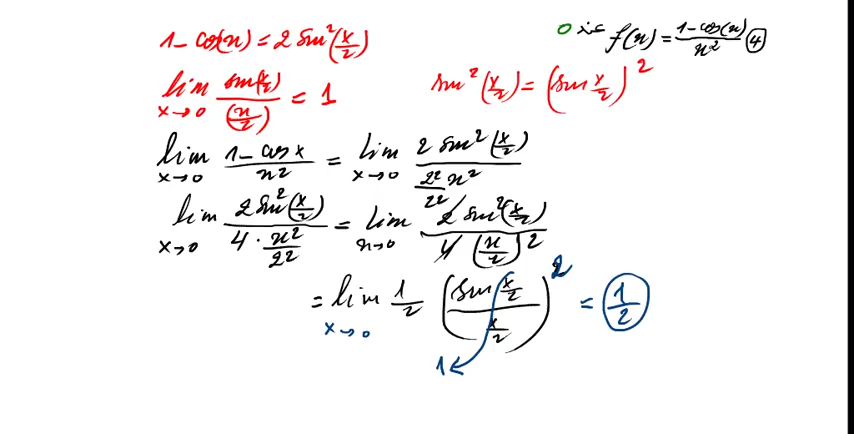 1 - cos(x) = 2 sin²(x/2)
0 عند f(x) = (1 - cos(x))/x² ④
lim x→0 sin(x/2)/(x/2) = 1
sin²(x/2) = (sin x/2)²
lim x→0 (1 - cos x)/x² = lim x→0 (2 sin²(x/2))/((2²/2²) x²)
lim x→0 (2 sin²(x/2))/(4 · x²/2²) = lim x→0 (2 sin²(x/2))/(4 (x/2)²)
= lim x→0 1/2 ((sin x/2)/(x/2))² = 1/2
1